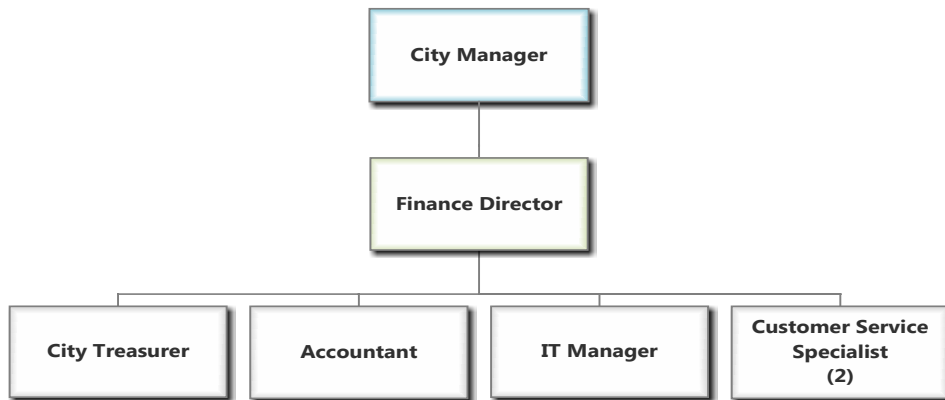 City Manager
Finance Director
City Treasurer
Accountant
IT Manager
Customer Service
Specialist
(2)